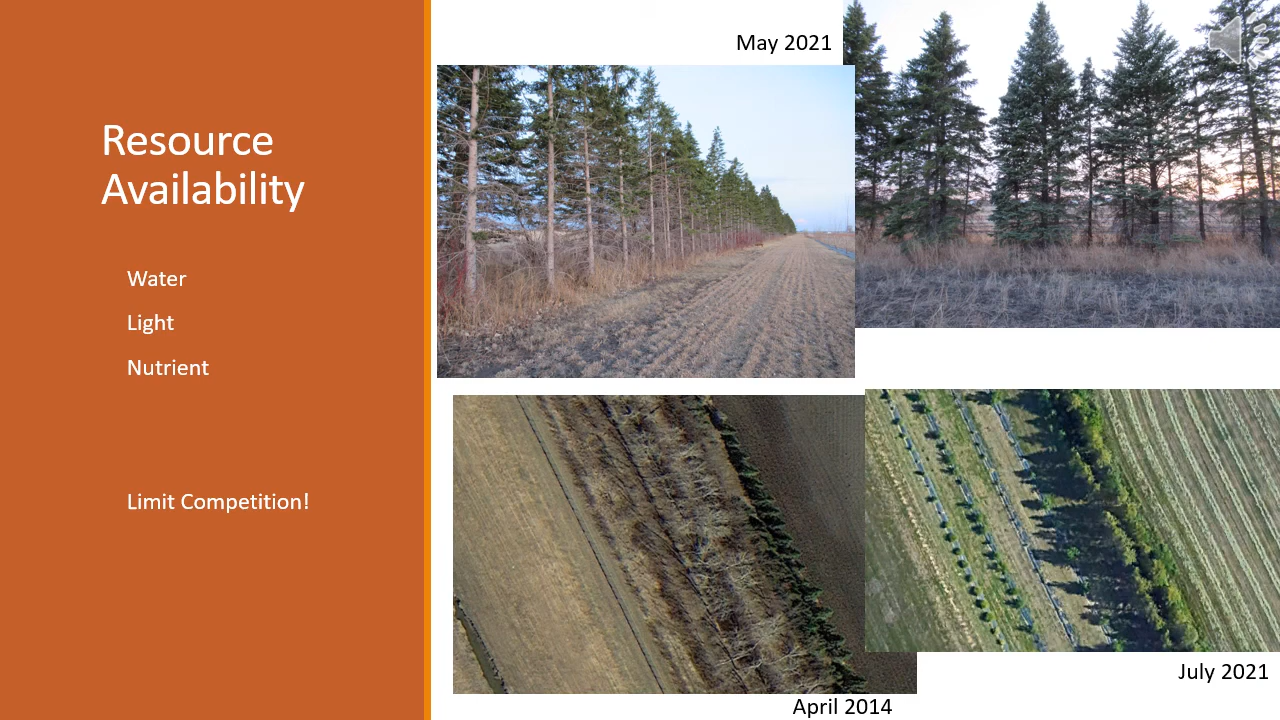 Resource
Availability
Water
Light
Nutrient
Limit Competition!
May 2021
July 2021
April 2014